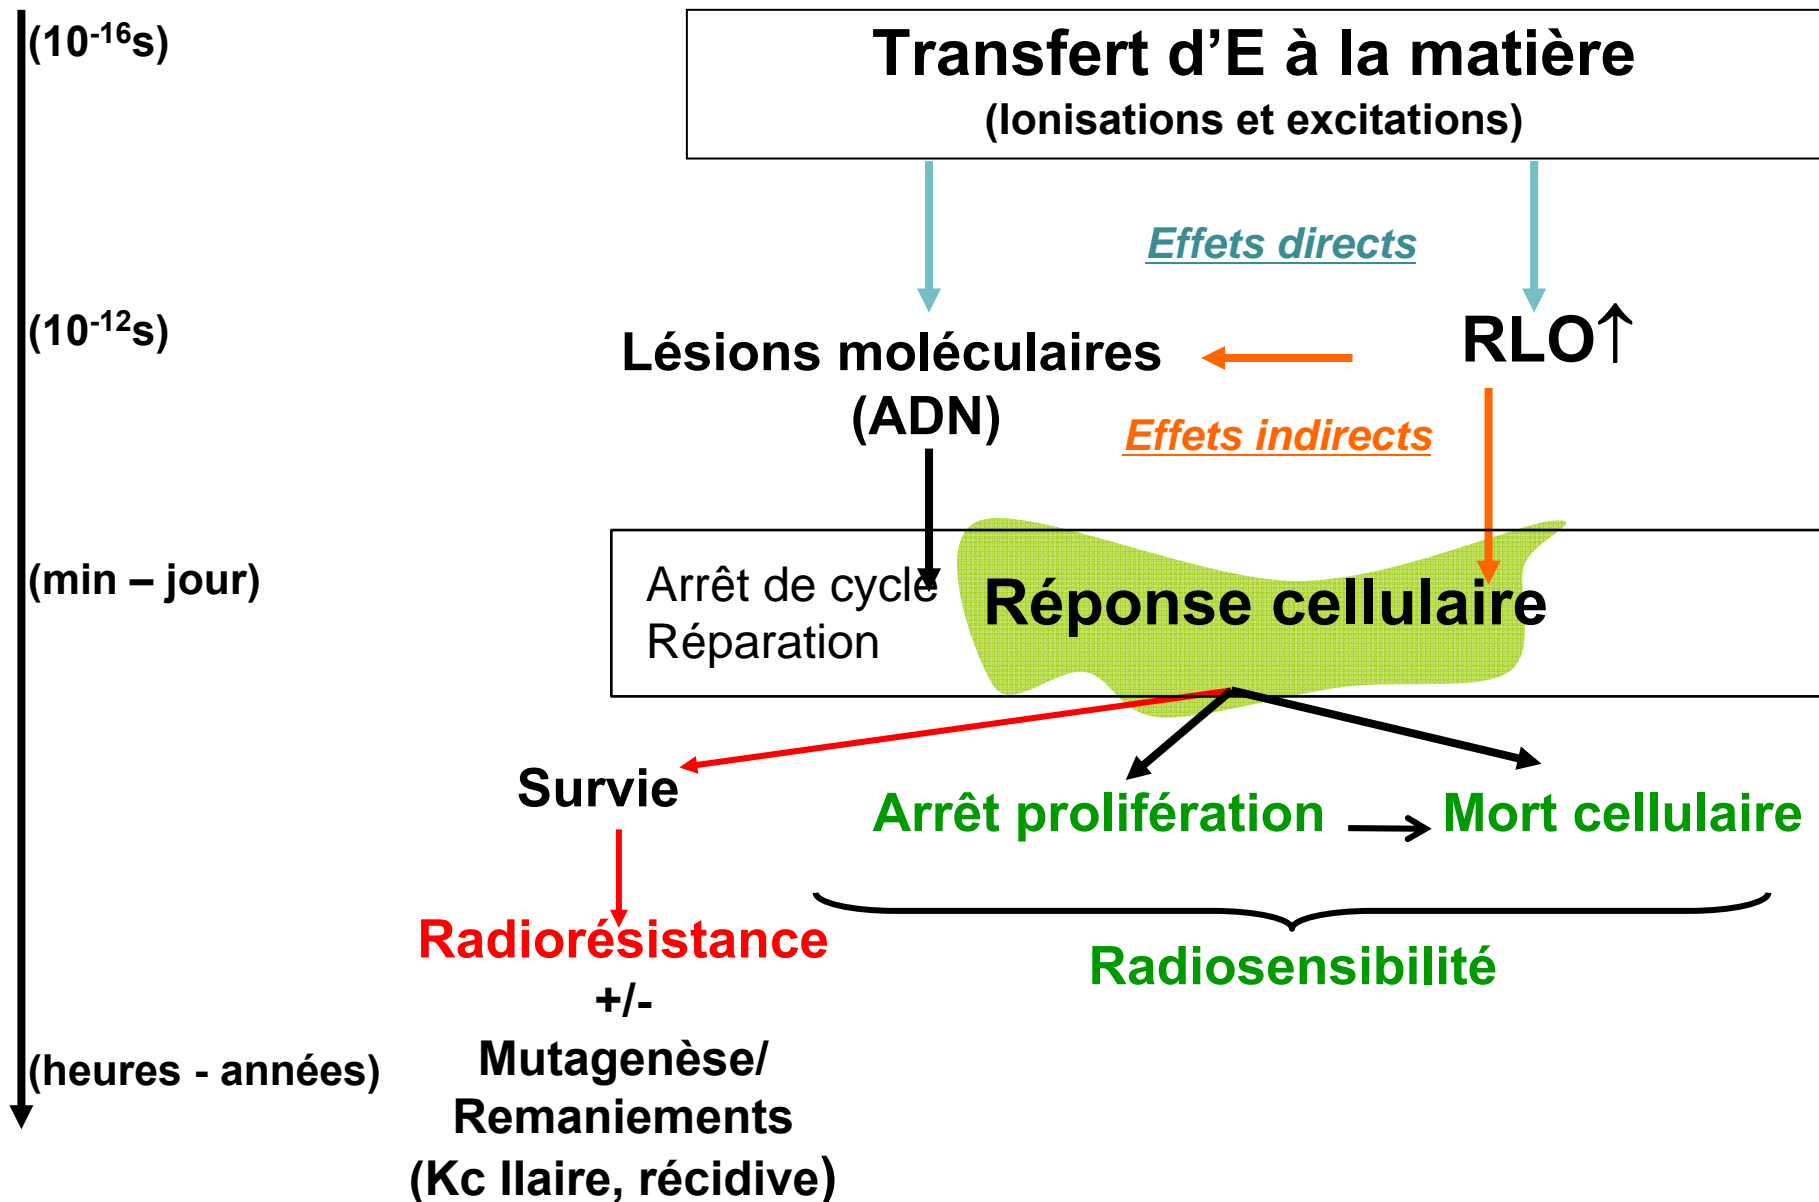 (10-16s)
Transfert d’E à la matière
(Ionisations et excitations)
Effets directs
(10-12s)
Lésions moléculaires
(ADN)
RLO↑
Effets indirects
(min – jour)
Arrêt de cycle
Réparation
Réponse cellulaire
Survie
Arrêt prolifération
Mort cellulaire
Radiorésistance
Radiosensibilité
+/-
(heures - années)
Mutagenèse/
Remaniements
(Kc IIaire, récidive)